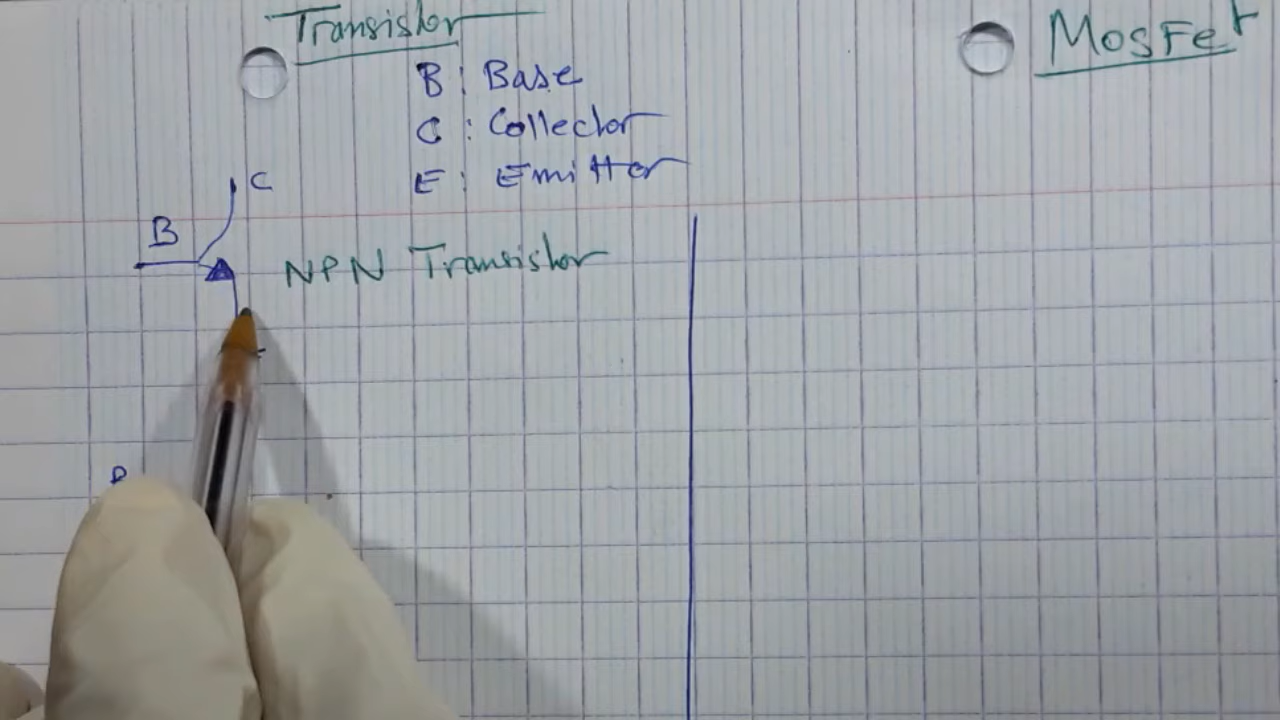 Transistor
B : Base
C : Collector
E : Emitter
C
B
NPN Transistor
MosFet